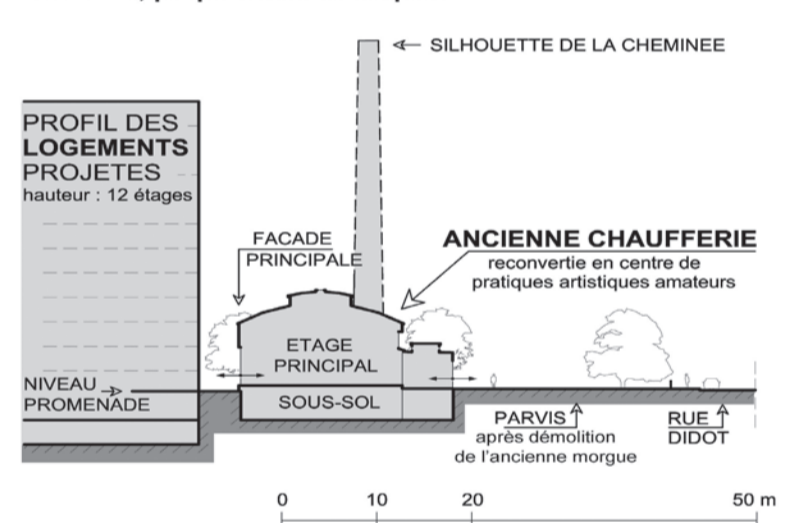 SILHOUETTE DE LA CHEMINEE
PROFIL DES
LOGEMENTS
PROJETES
hauteur : 12 étages
FACADE
PRINCIPALE
ANCIENNE CHAUFFERIE
reconvertie en centre de
pratiques artistiques amateurs
ETAGE
PRINCIPAL
NIVEAU
PROMENADE
SOUS-SOL
PARVIS
après démolition
de l'ancienne morgue
RUE
DIDOT
0 10 20 50 m